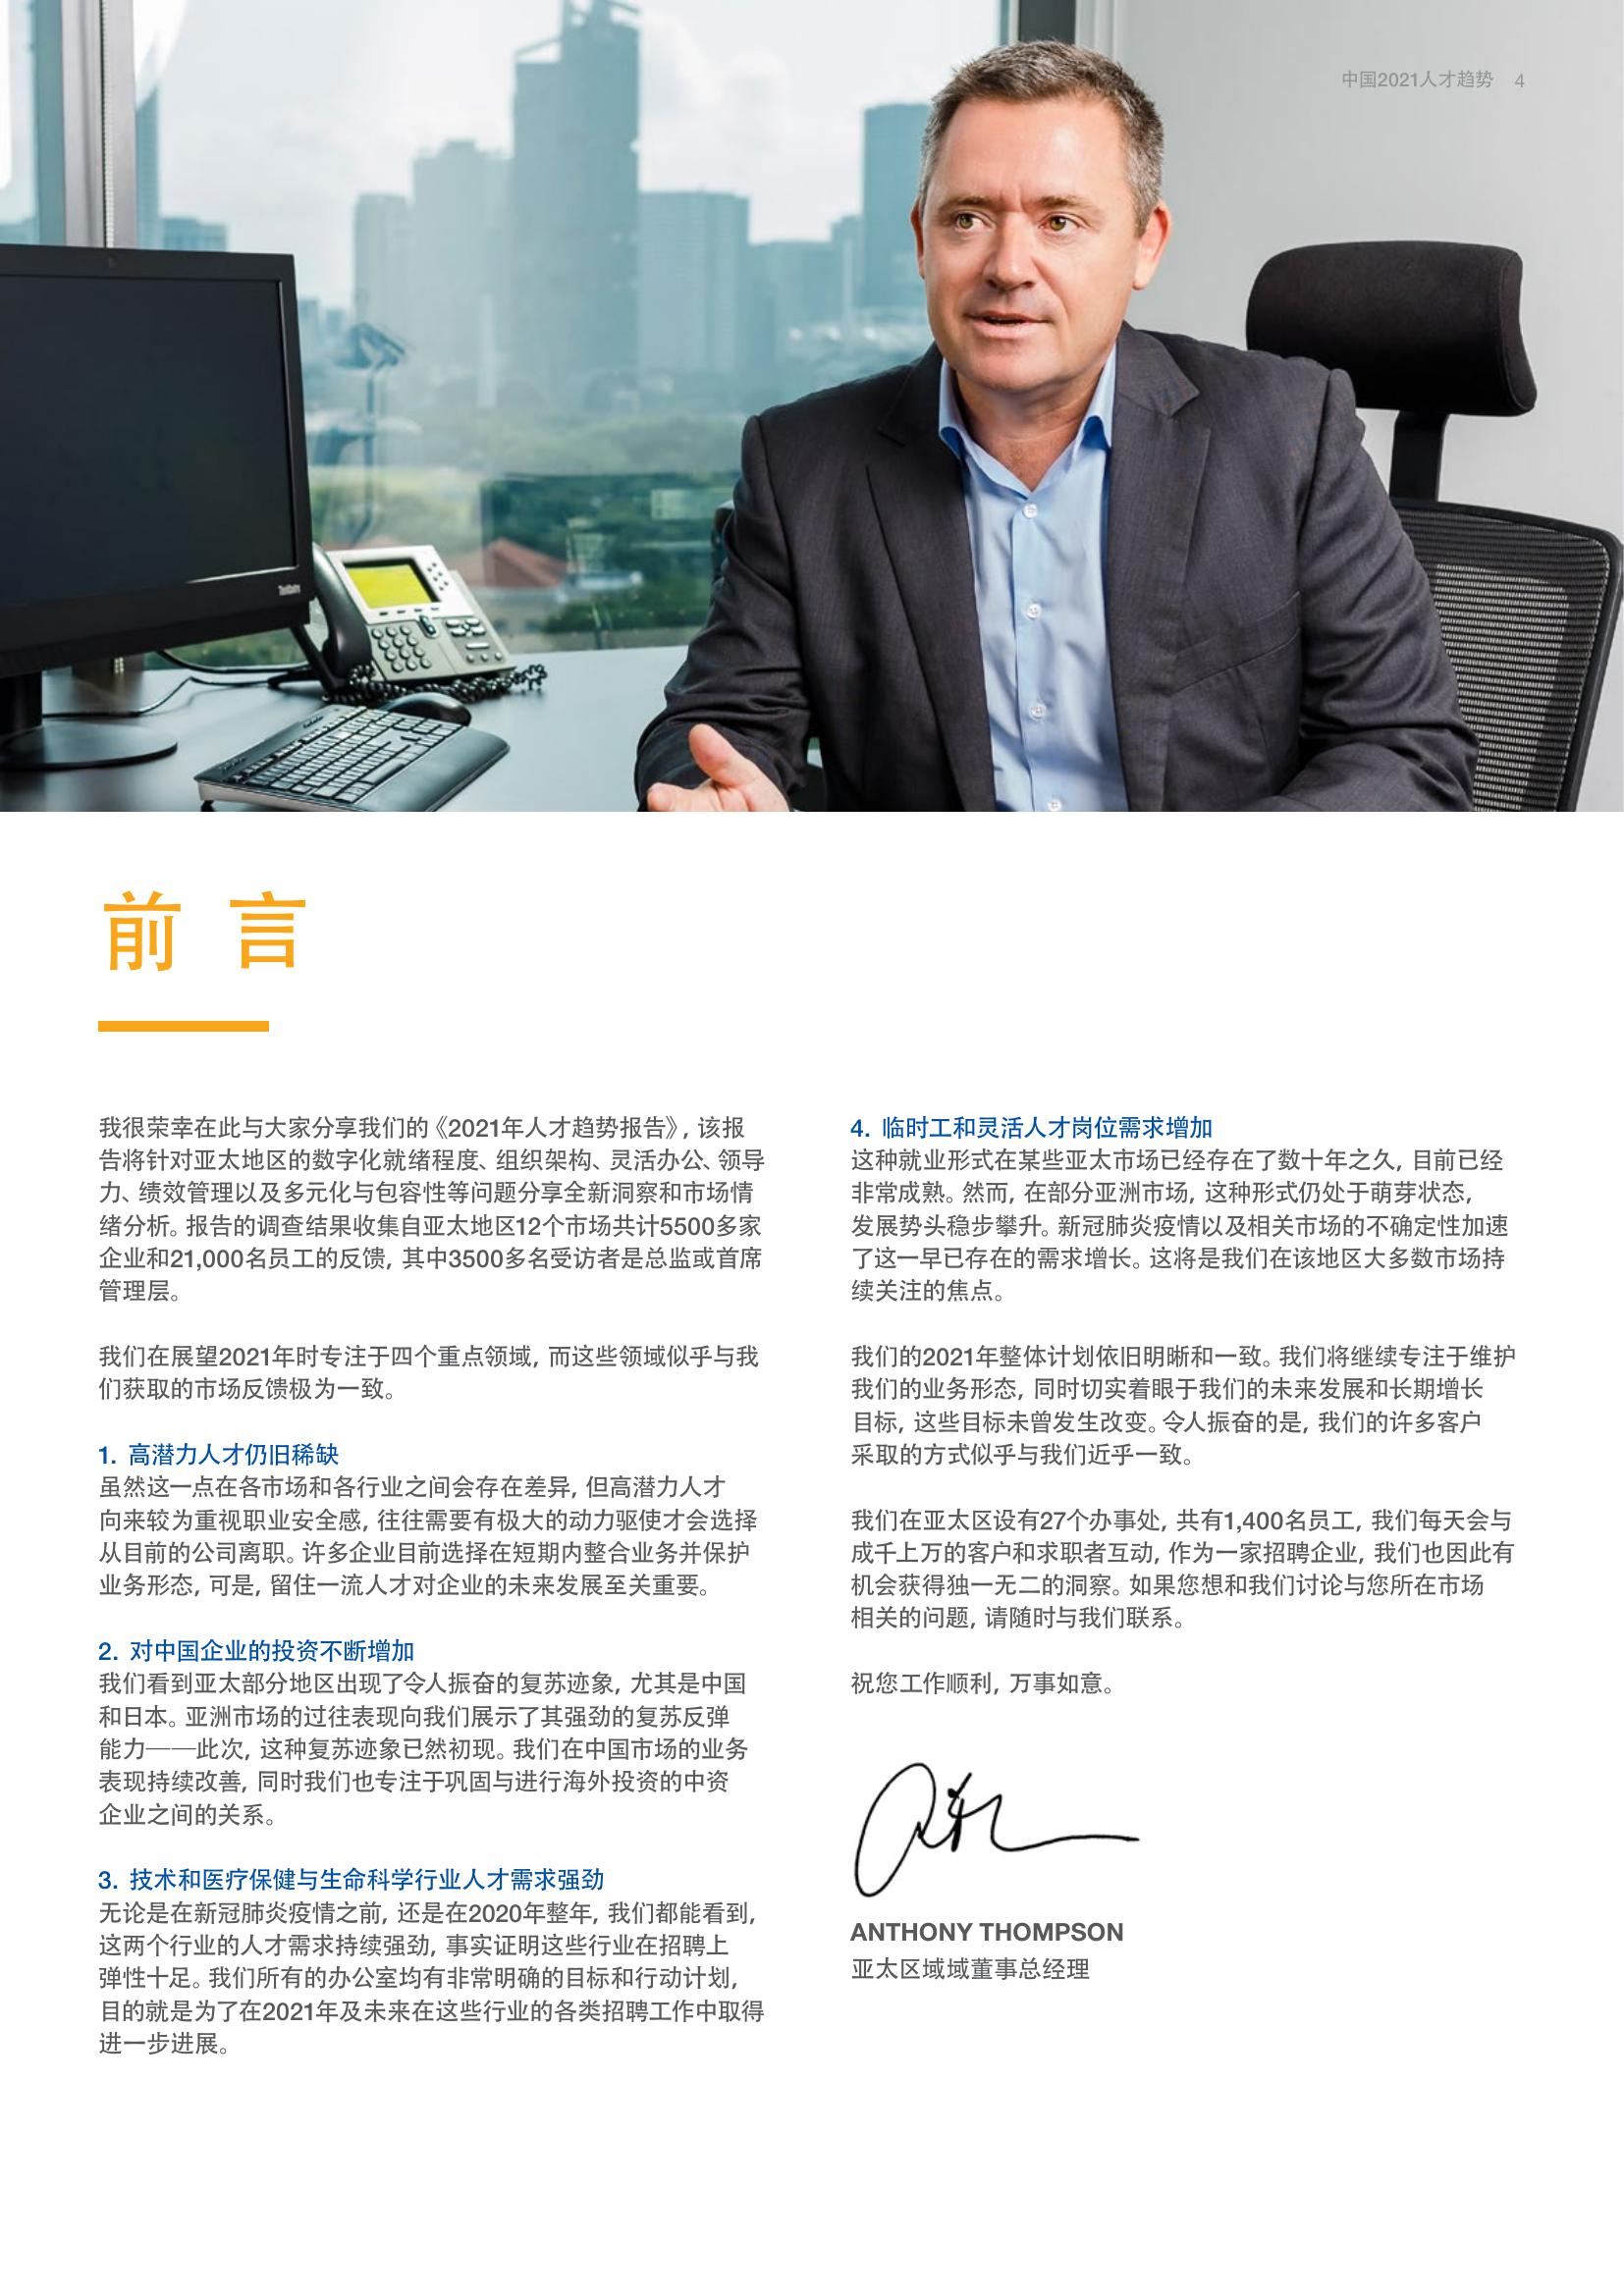 中国2021人才趋势 4
前 言
我很荣幸在此与大家分享我们的《2021年人才趋势报告》, 该报
告将针对亚太地区的数字化就绪程度、组织架构、灵活办公、领导
力、绩效管理以及多元化与包容性等问题分享全新洞察和市场情
绪分析。报告的调查结果收集自亚太地区12个市场共计5500多家
企业和21,000名员工的反馈, 其中3500多名受访者是总监或首席
管理层。
我们在展望2021年时专注于四个重点领域, 而这些领域似乎与我
们获取的市场反馈极为一致。
1. 高潜力人才仍旧稀缺
虽然这一点在各市场和各行业之间会存在差异, 但高潜力人才
向来较为重视职业安全感, 往往需要有极大的动力驱使才会选择
从目前的公司离职。许多企业目前选择在短期内整合业务并保护
业务形态, 可是, 留住一流人才对企业的未来发展至关重要。
2. 对中国企业的投资不断增加
我们看到亚太部分地区出现了令人振奋的复苏迹象, 尤其是中国
和日本。亚洲市场的过往表现向我们展示了其强劲的复苏反弹
能力——此次, 这种复苏迹象已然初现。我们在中国市场的业务
表现持续改善, 同时我们也专注于巩固与进行海外投资的中资
企业之间的关系。
3. 技术和医疗保健与生命科学行业人才需求强劲
无论是在新冠肺炎疫情之前, 还是在2020年整年, 我们都能看到,
这两个行业的人才需求持续强劲, 事实证明这些行业在招聘上
弹性十足。我们所有的办公室均有非常明确的目标和行动计划,
目的就是为了在2021年及未来在这些行业的各类招聘工作中取得
进一步进展。
4. 临时工和灵活人才岗位需求增加
这种就业形式在某些亚太市场已经存在了数十年之久, 目前已经
非常成熟。然而, 在部分亚洲市场, 这种形式仍处于萌芽状态,
发展势头稳步攀升。新冠肺炎疫情以及相关市场的不确定性加速
了这一早已存在的需求增长。这将是我们在该地区大多数市场持
续关注的焦点。
我们的2021年整体计划依旧明晰和一致。我们将继续专注于维护
我们的业务形态, 同时切实着眼于我们的未来发展和长期增长
目标, 这些目标未曾发生改变。令人振奋的是, 我们的许多客户
采取的方式似乎与我们近乎一致。
我们在亚太区设有27个办事处, 共有1,400名员工, 我们每天会与
成千上万的客户和求职者互动, 作为一家招聘企业, 我们也因此有
机会获得独一无二的洞察。如果您想和我们讨论与您所在市场
相关的问题, 请随时与我们联系。
祝您工作顺利, 万事如意。
ANTHONY THOMPSON
亚太区域域董事总经理